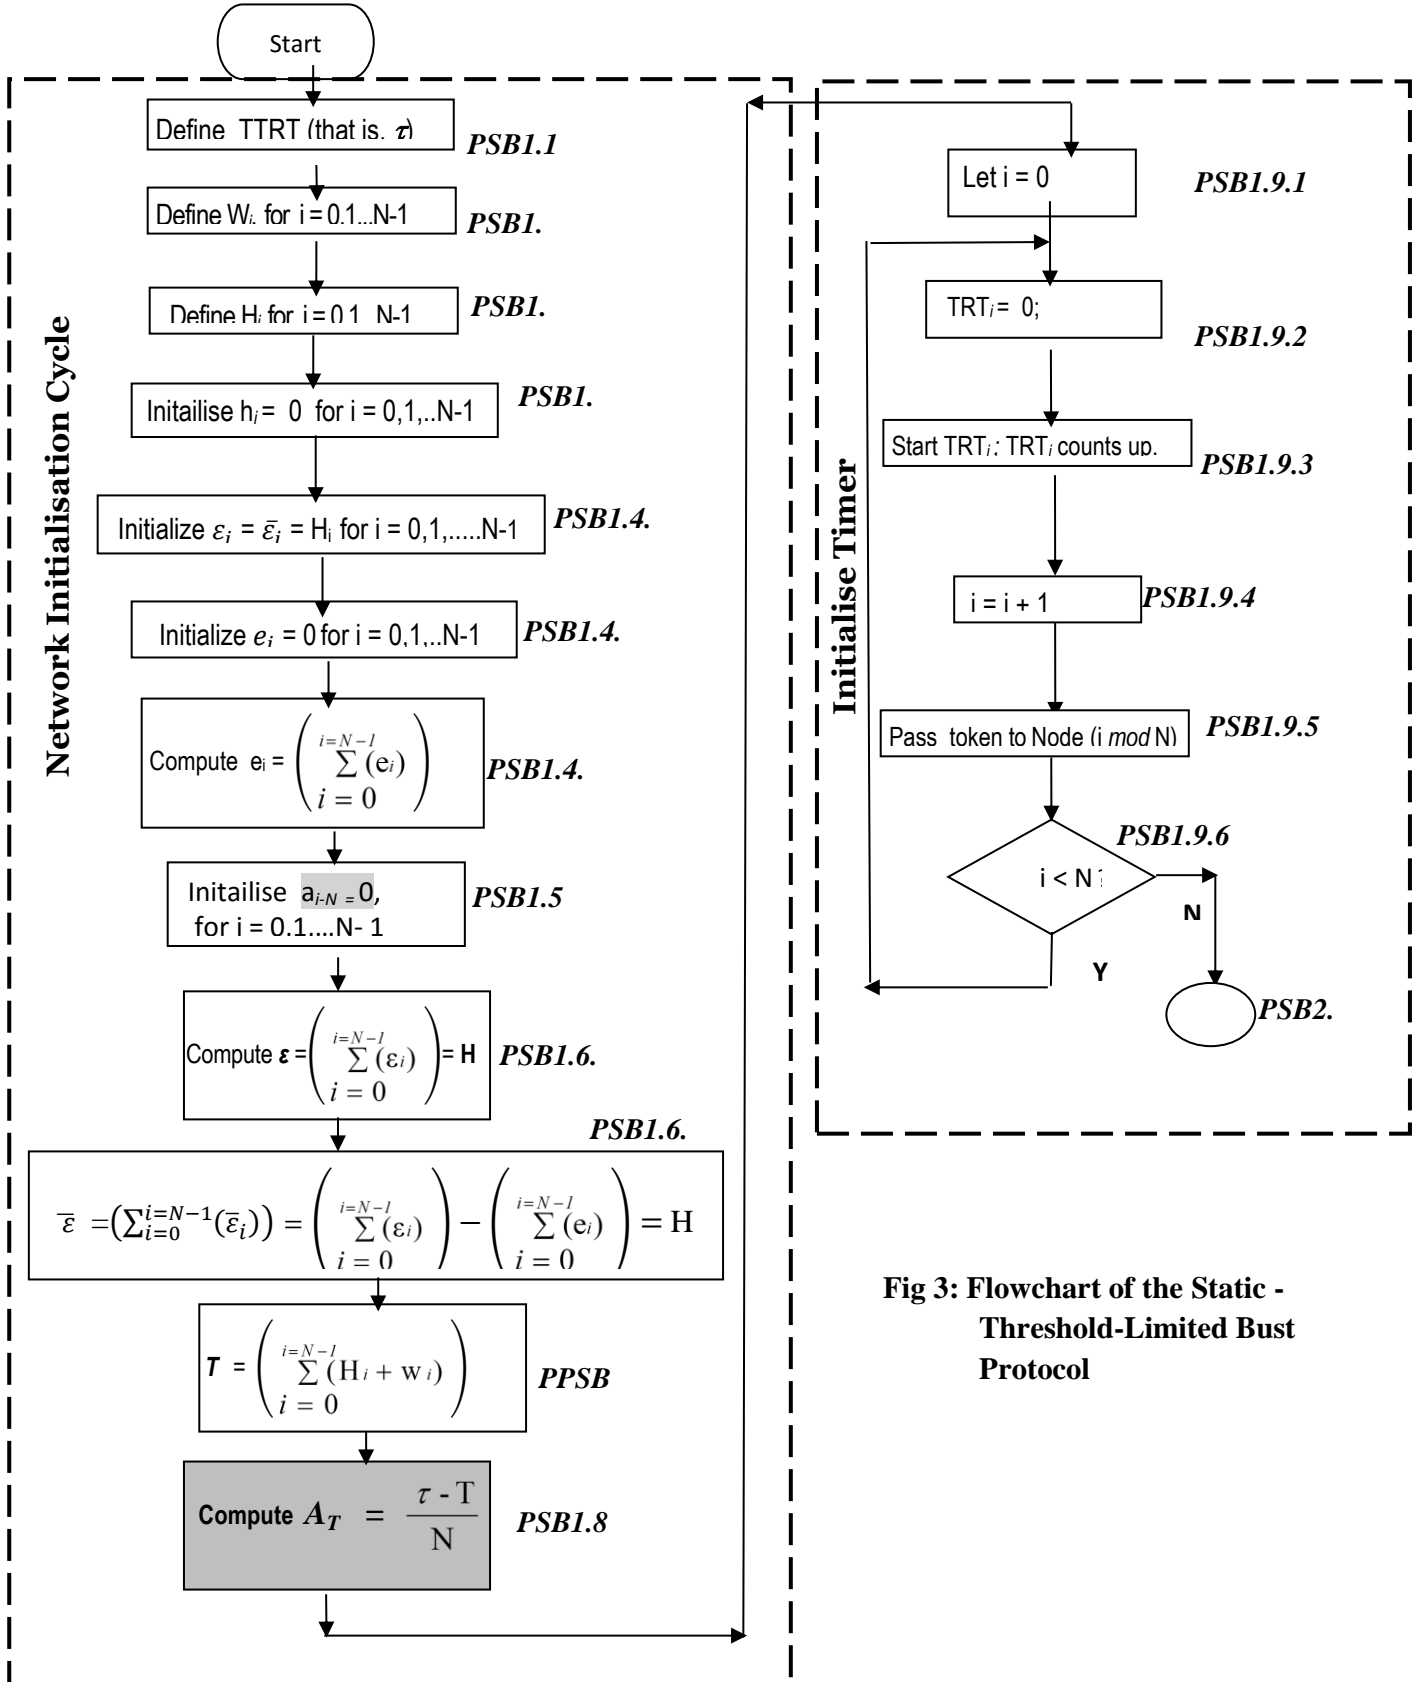 Start
Network Initialisation Cycle
Define TTRT (that is, τ)
PSB1.1
Define Wi, for i = 0,1...N-1
PSB1.
Define Hi for i = 0,1 N-1
PSB1.
Initailise hi = 0 for i = 0,1,..N-1
PSB1.
Initialize εi = ε̄i = Hi for i = 0,1,.....N-1
PSB1.4.
Initialize ei = 0 for i = 0,1,..N-1
PSB1.4.
Compute ei = ( i=N-1 ∑ (ei) i = 0 )
PSB1.4.
Initailise ai-N = 0,
for i = 0,1....N- 1
PSB1.5
Compute ε = ( i=N-1 ∑ (εi) i = 0 ) = H
PSB1.6.
PSB1.6.
ε̄ = (∑ i=N−1 i=0 (ε̄i)) = ( i=N-1 ∑ (εi) i = 0 ) − ( i=N-1 ∑ (ei) i = 0 ) = H
T = ( i=N-1 ∑ (Hi + wi) i = 0 )
PPSB
Compute AT = τ - T / N
PSB1.8
Initialise Timer
Let i = 0
PSB1.9.1
TRTi = 0;
PSB1.9.2
Start TRTi; TRTi counts up.
PSB1.9.3
i = i + 1
PSB1.9.4
Pass token to Node (i mod N)
PSB1.9.5
PSB1.9.6
i < N ?
N
Y
PSB2.
Fig 3: Flowchart of the Static -
Threshold-Limited Bust
Protocol